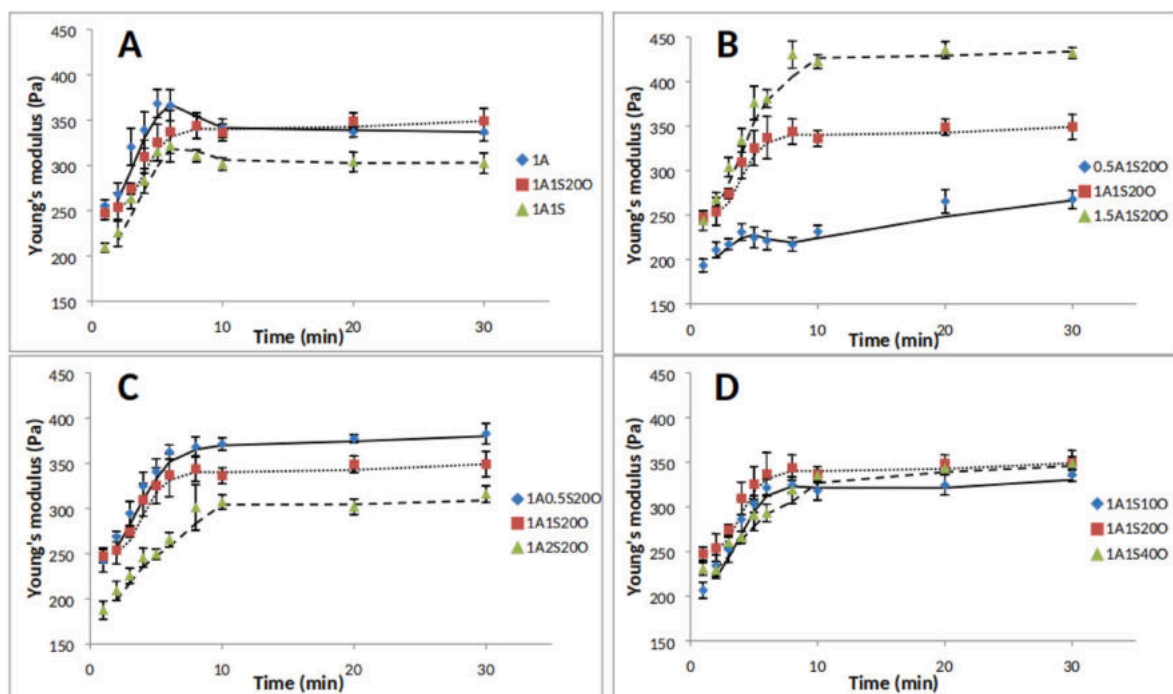 A
450
400
350
300
250
200
150
0
10
20
30
Young's modulus (Pa)
Time (min)
1A
1A1S20O
1A1S
B
450
400
350
300
250
200
150
0
10
20
30
Young's modulus (Pa)
Time (min)
0.5A1S20O
1A1S20O
1.5A1S20O
C
450
400
350
300
250
200
150
0
10
20
30
Young's modulus (Pa)
Time (min)
1A0.5S20O
1A1S20O
1A2S20O
D
450
400
350
300
250
200
150
0
10
20
30
Young's modulus (Pa)
Time (min)
1A1S10O
1A1S20O
1A1S40O